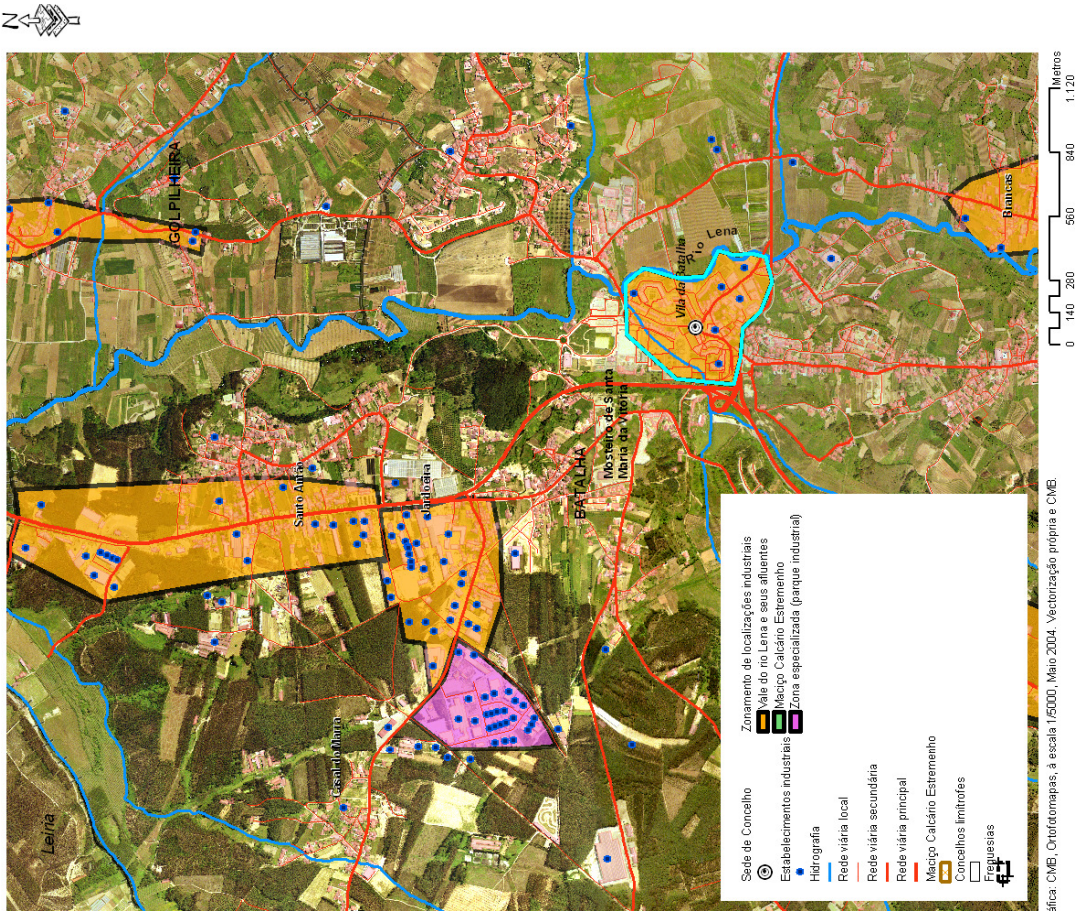 N
Leiria
Casal do Marra
Santo Antão
Jardoeira
GOLPILHEIRA
BATALHA
Mosteiro de Santa
Maria da Vitória
Vila da Batalha
Rio Lena
Brancas
Sede de Concelho
Estabelecimentos industriais
Hidrografia
Rede viária local
Rede viária secundária
Rede viária principal
Maciço Calcário Estremenho
Concelhos limítrofes
Freguesias
Zonamento de localizações industriais
Vale do rio Lena e seus afluentes
Maciço Calcário Estremenho
Zona especializada (parque industrial)
0 140 280 560 840 1.120
Metros
áfica: CMB, Ortofotomapas, à escala 1/5000, Maio 2004. Vectorização própria e CMB.